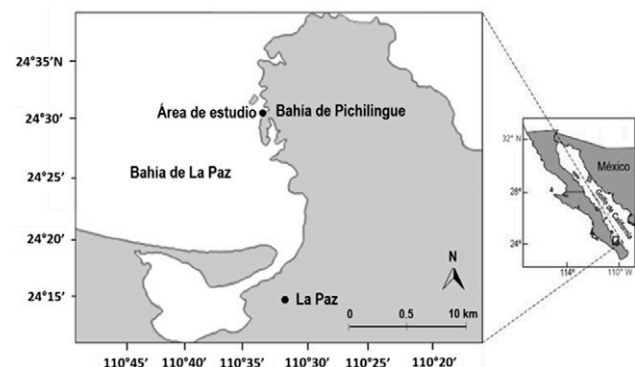 24°35'N
24°30'
Área de estudio
Bahía de Pichilingue
24°25'
Bahía de La Paz
24°20'
24°15'
N
La Paz
0 0.5 10 km
110°45' 110°40' 110°35' 110°30' 110°25' 110°20'
32° N
México
28°
Golfo de California
24°
114° 110° W